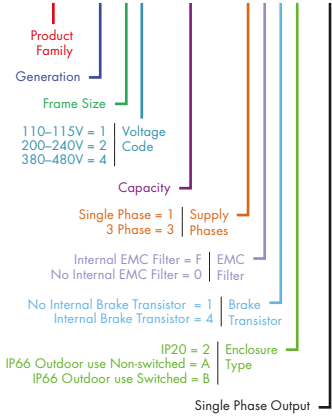 Product
Family
Generation
Frame Size
110–115V = 1
200–240V = 2
380–480V = 4
Voltage
Code
Capacity
Single Phase = 1
3 Phase = 3
Supply
Phases
Internal EMC Filter = F
No Internal EMC Filter = 0
EMC
Filter
No Internal Brake Transistor = 1
Internal Brake Transistor = 4
Brake
Transistor
IP20 = 2
IP66 Outdoor use Non-switched = A
IP66 Outdoor use Switched = B
Enclosure
Type
Single Phase Output